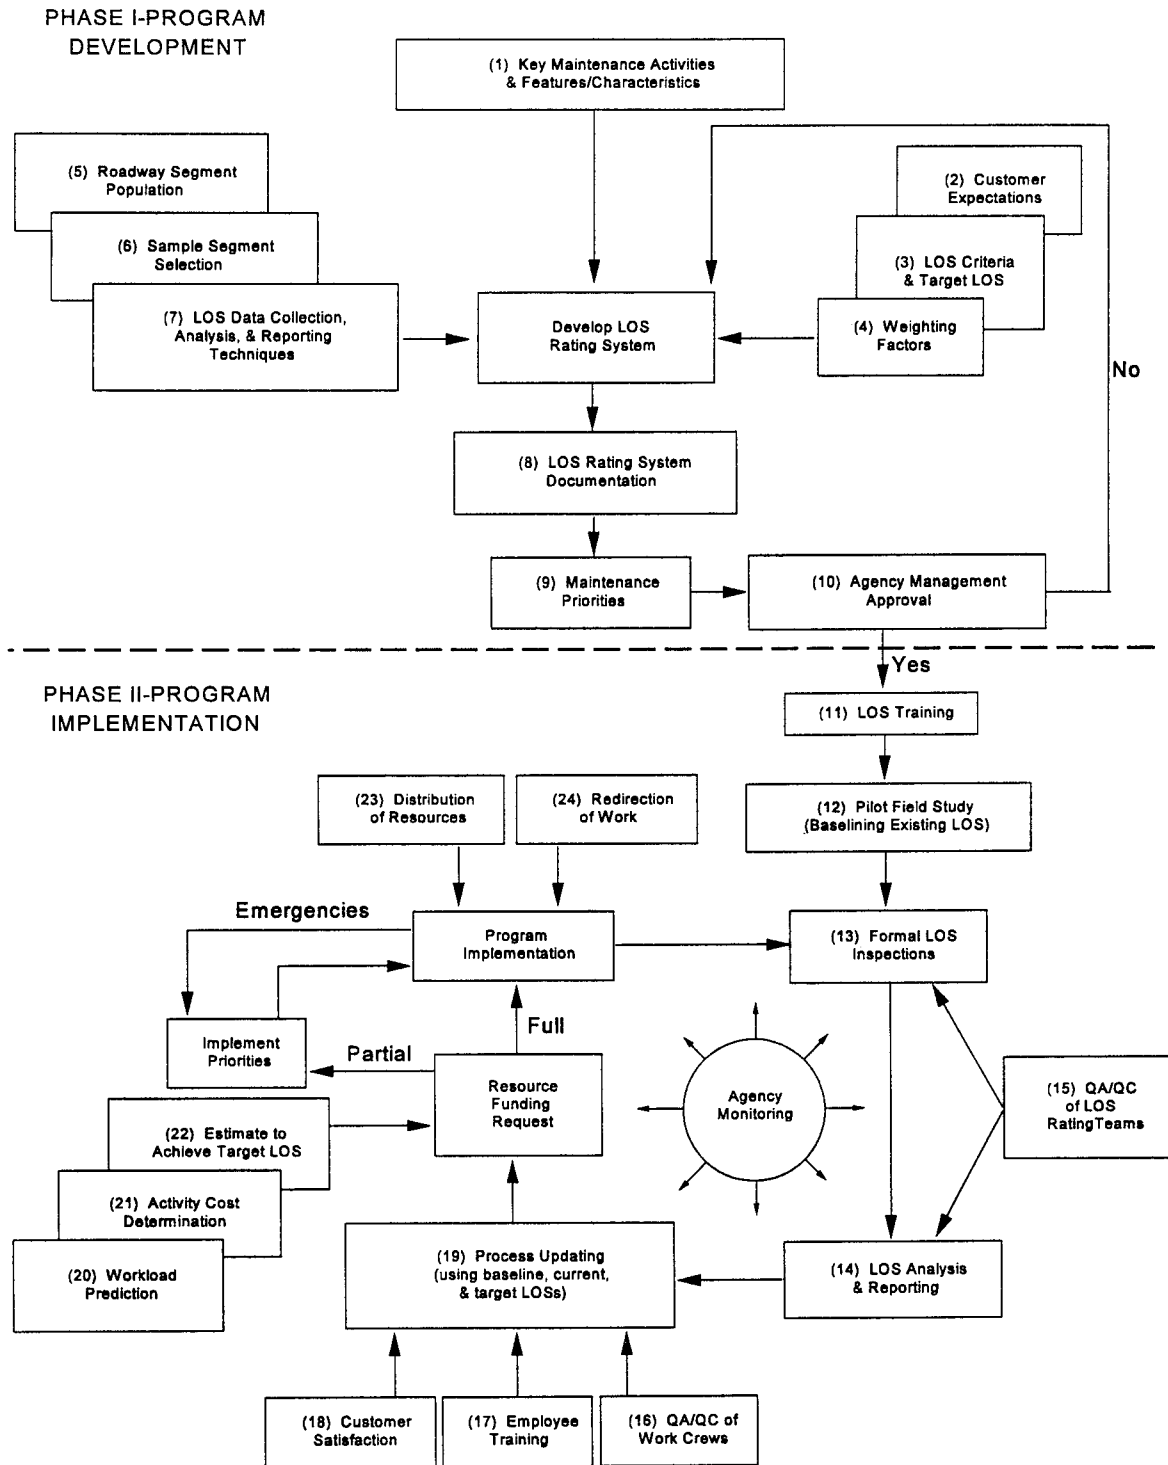 PHASE I-PROGRAM
DEVELOPMENT
(1) Key Maintenance Activities
& Features/Characteristics
(5) Roadway Segment
Population
(6) Sample Segment
Selection
(7) LOS Data Collection,
Analysis, & Reporting
Techniques
Develop LOS
Rating System
(2) Customer
Expectations
(3) LOS Criteria
& Target LOS
(4) Weighting
Factors
No
(8) LOS Rating System
Documentation
(9) Maintenance
Priorities
(10) Agency Management
Approval
Yes
PHASE II-PROGRAM
IMPLEMENTATION
(11) LOS Training
(12) Pilot Field Study
(Baselining Existing LOS)
(23) Distribution
of Resources
(24) Redirection
of Work
Emergencies
Program
Implementation
(13) Formal LOS
Inspections
Full
Implement
Priorities
Partial
Resource
Funding
Request
Agency
Monitoring
(15) QA/QC
of LOS
RatingTeams
(22) Estimate to
Achieve Target LOS
(21) Activity Cost
Determination
(20) Workload
Prediction
(19) Process Updating
(using baseline, current,
& target LOSs)
(14) LOS Analysis
& Reporting
(18) Customer
Satisfaction
(17) Employee
Training
(16) QA/QC of
Work Crews